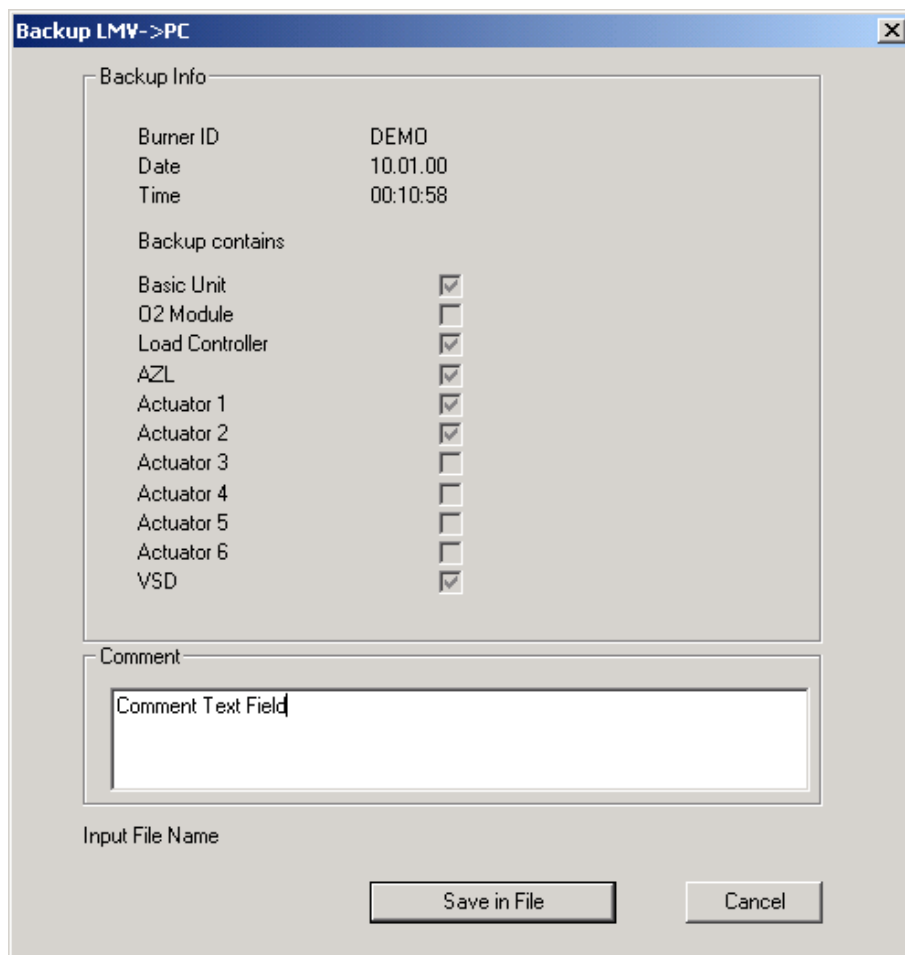 Backup LMV->PC
Backup Info
Burner ID DEMO
Date 10.01.00
Time 00:10:58
Backup contains
Basic Unit
O2 Module
Load Controller
AZL
Actuator 1
Actuator 2
Actuator 3
Actuator 4
Actuator 5
Actuator 6
VSD
Comment
Comment Text Field
Input File Name
Save in File Cancel